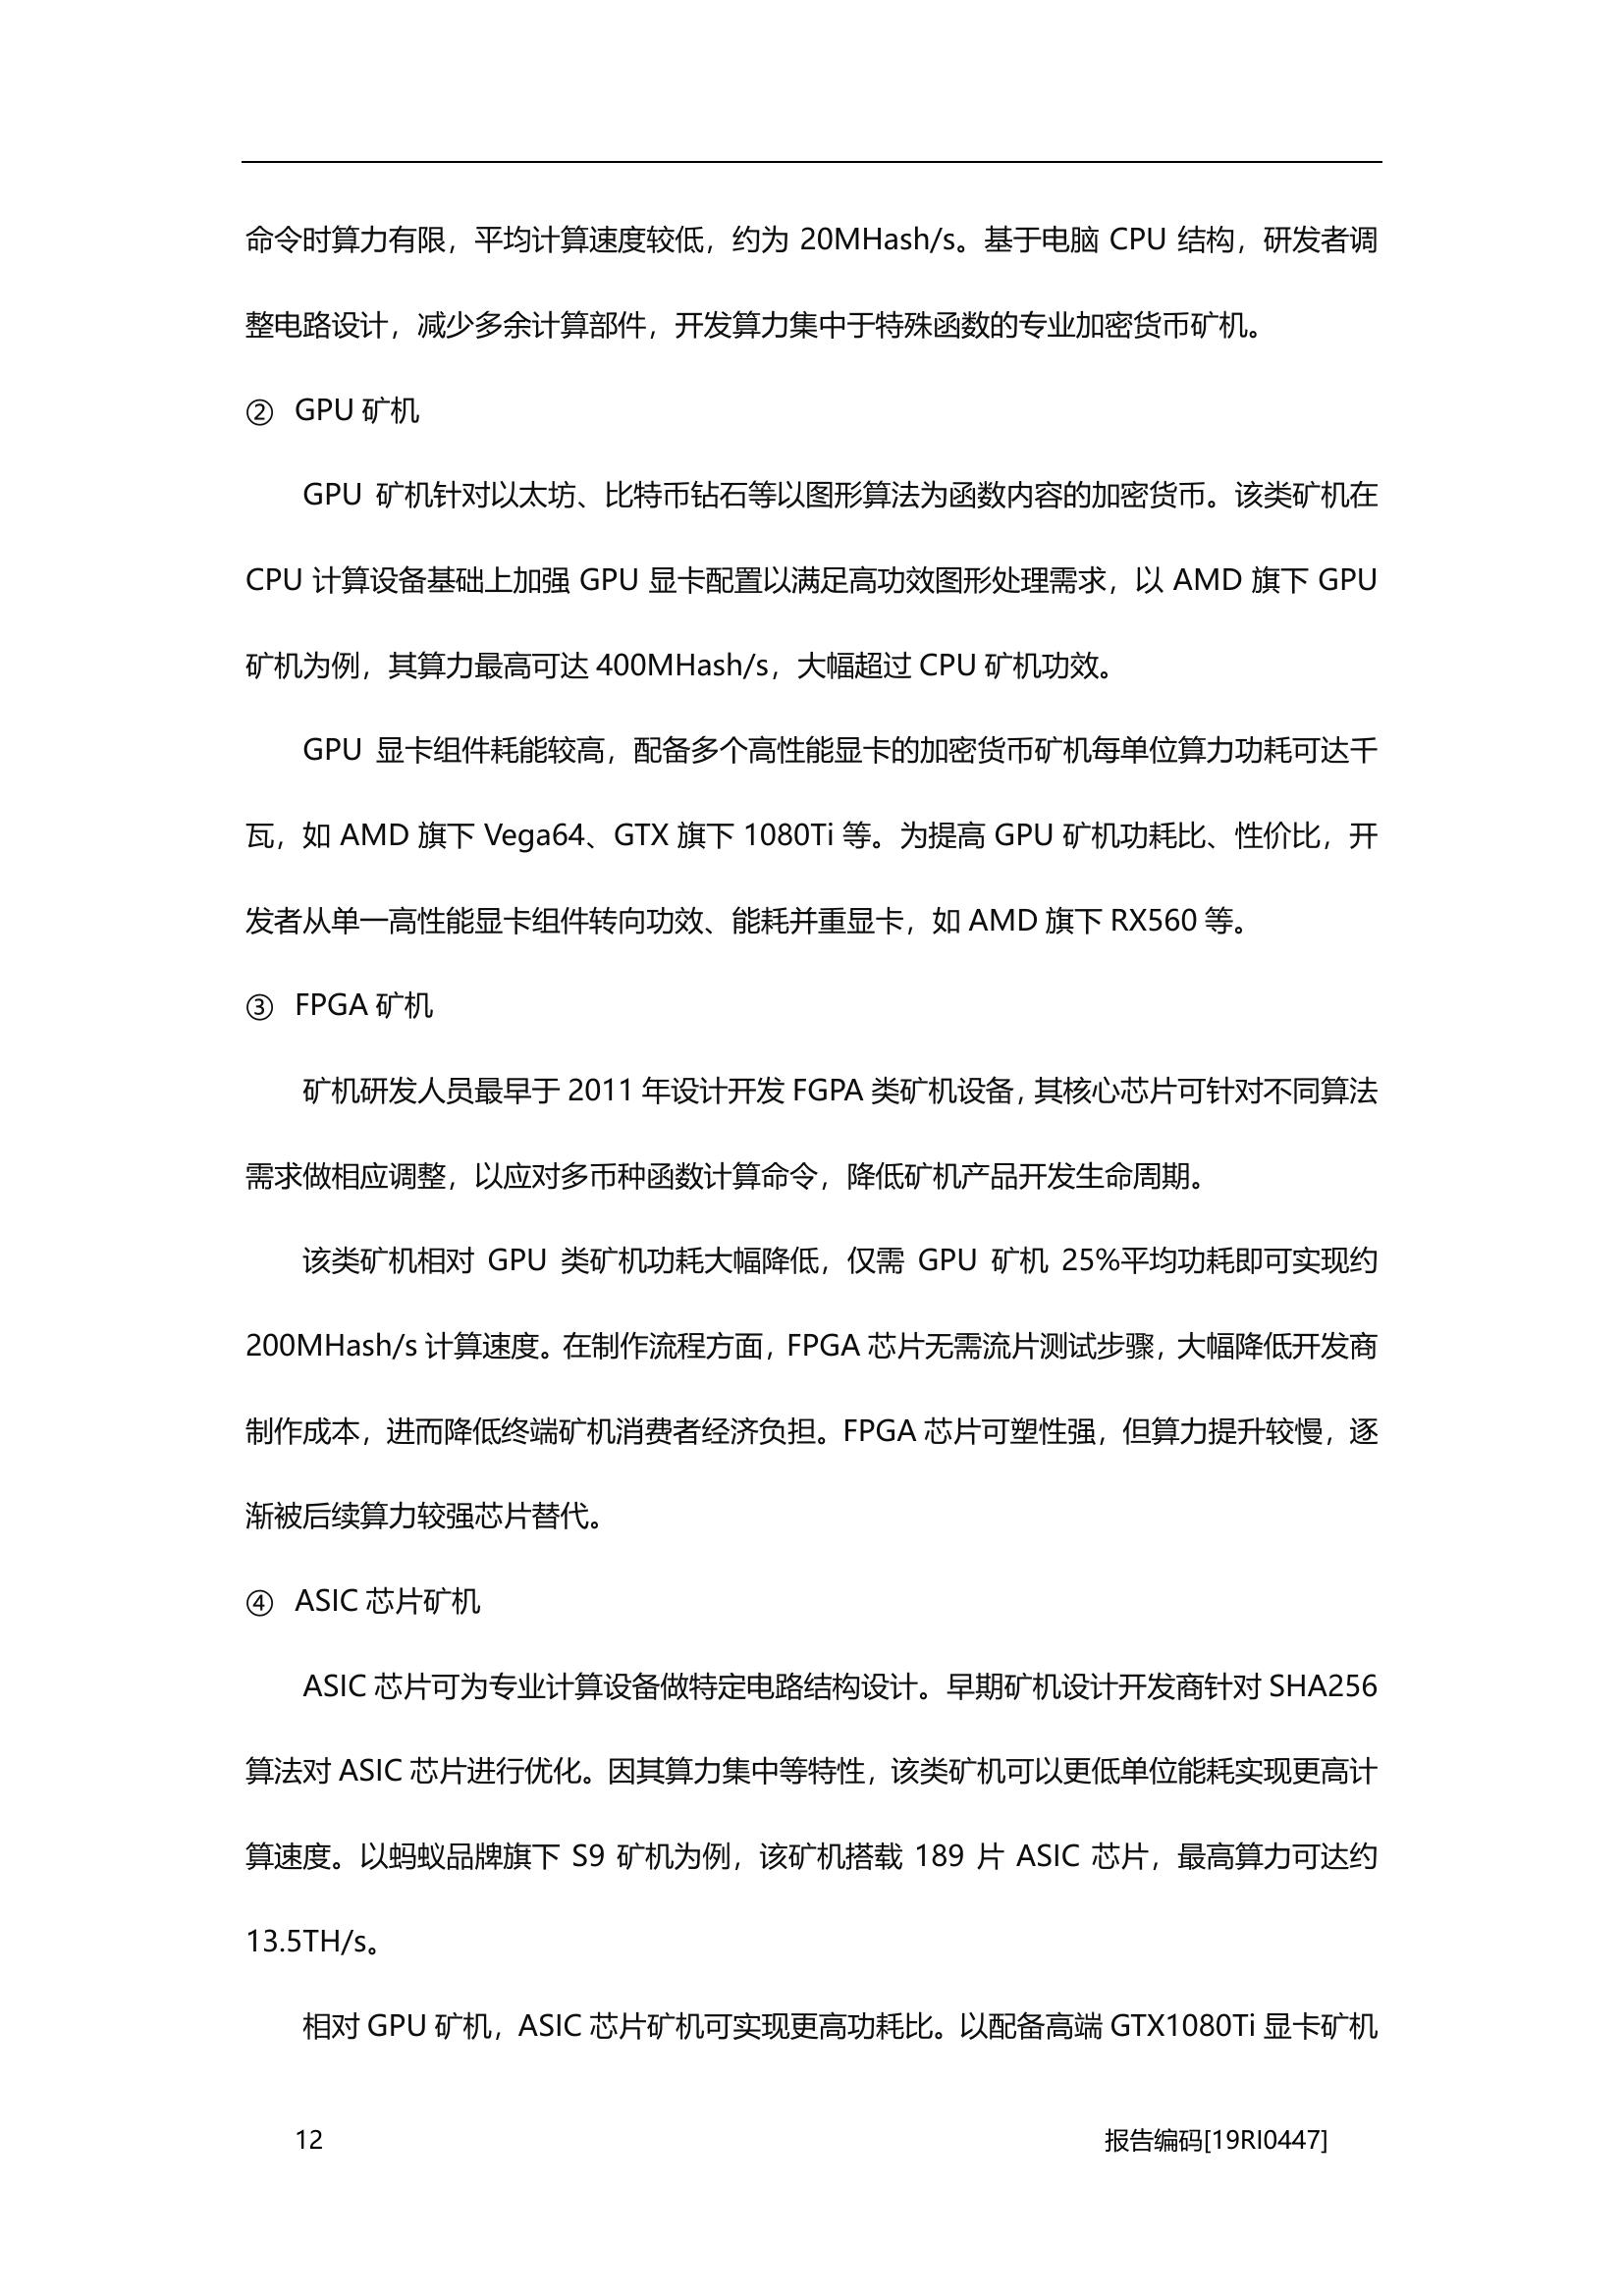 命令时算力有限，平均计算速度较低，约为 20MHash/s。基于电脑 CPU 结构，研发者调
整电路设计，减少多余计算部件，开发算力集中于特殊函数的专业加密货币矿机。
② GPU 矿机
GPU 矿机针对以太坊、比特币钻石等以图形算法为函数内容的加密货币。该类矿机在
CPU 计算设备基础上加强 GPU 显卡配置以满足高功效图形处理需求，以 AMD 旗下 GPU
矿机为例，其算力最高可达 400MHash/s，大幅超过 CPU 矿机功效。
GPU 显卡组件耗能较高，配备多个高性能显卡的加密货币矿机每单位算力功耗可达千
瓦，如 AMD 旗下 Vega64、GTX 旗下 1080Ti 等。为提高 GPU 矿机功耗比、性价比，开
发者从单一高性能显卡组件转向功效、能耗并重显卡，如 AMD 旗下 RX560 等。
③ FPGA 矿机
矿机研发人员最早于 2011 年设计开发 FGPA 类矿机设备，其核心芯片可针对不同算法
需求做相应调整，以应对多币种函数计算命令，降低矿机产品开发生命周期。
该类矿机相对 GPU 类矿机功耗大幅降低，仅需 GPU 矿机 25%平均功耗即可实现约
200MHash/s 计算速度。在制作流程方面，FPGA 芯片无需流片测试步骤，大幅降低开发商
制作成本，进而降低终端矿机消费者经济负担。FPGA 芯片可塑性强，但算力提升较慢，逐
渐被后续算力较强芯片替代。
④ ASIC 芯片矿机
ASIC 芯片可为专业计算设备做特定电路结构设计。早期矿机设计开发商针对 SHA256
算法对 ASIC 芯片进行优化。因其算力集中等特性，该类矿机可以更低单位能耗实现更高计
算速度。以蚂蚁品牌旗下 S9 矿机为例，该矿机搭载 189 片 ASIC 芯片，最高算力可达约
13.5TH/s。
相对 GPU 矿机，ASIC 芯片矿机可实现更高功耗比。以配备高端 GTX1080Ti 显卡矿机
12 报告编码[19RI0447]